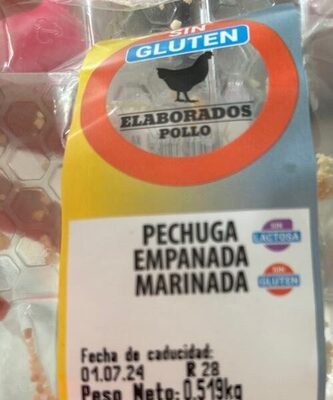 SIN
GLUTEN
ELABORADOS
POLLO
PECHUGA SIN LACTOSA
EMPANADA
MARINADA SIN GLUTEN
Fecha de caducidad:
01.07.24 R 28
Peso Neto: 0,519kg